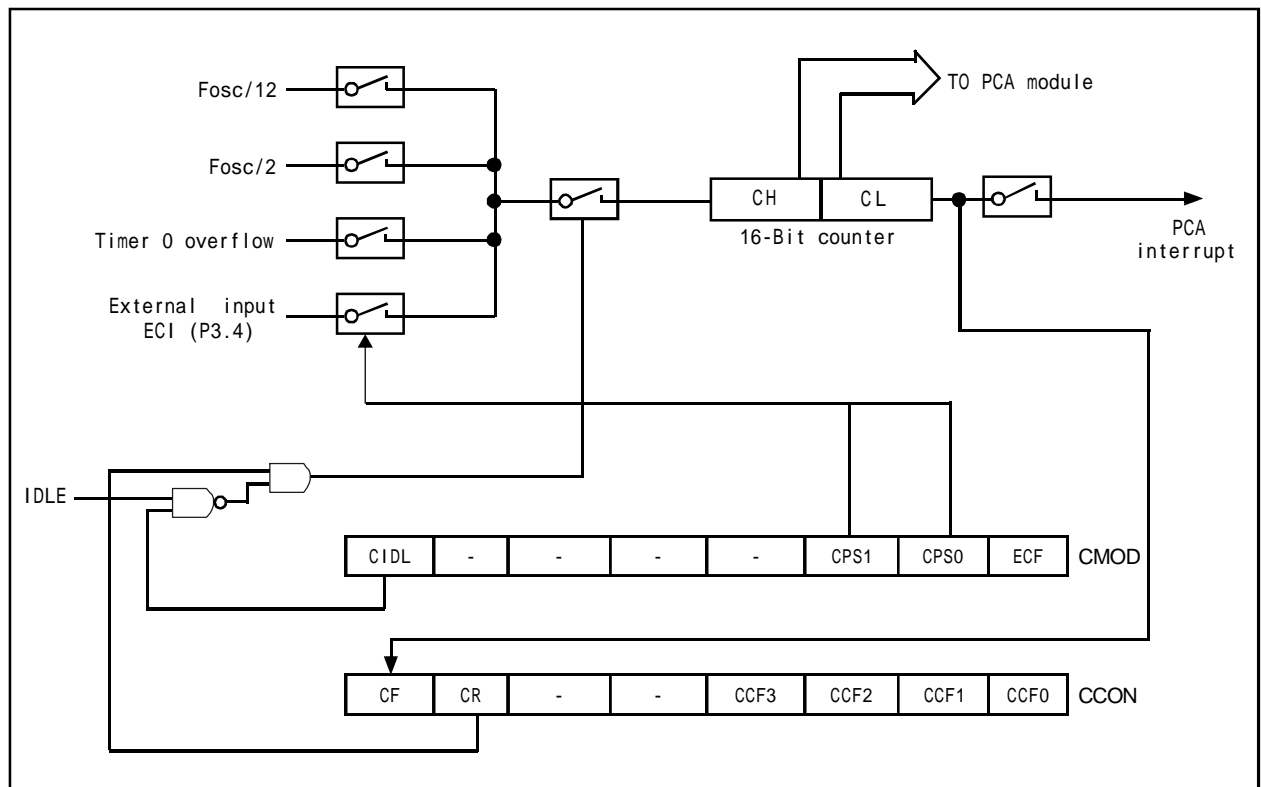 Fosc/12
TO PCA module
Fosc/2
CH
CL
16-Bit counter
PCA
interrupt
Timer 0 overflow
External input
ECI (P3.4)
IDLE
CIDL - - - - CPS1 CPS0 ECF CMOD
CF CR - - CCF3 CCF2 CCF1 CCF0 CCON